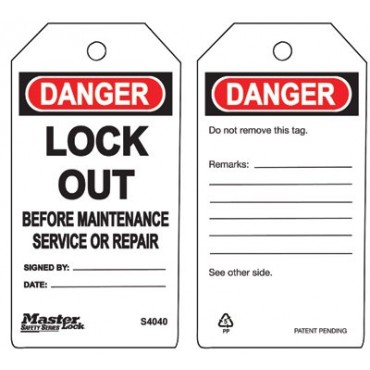 DANGER
LOCK
OUT
BEFORE MAINTENANCE
SERVICE OR REPAIR
SIGNED BY:
DATE:
Master Lock
SAFETY SERIES
S4040
DANGER
Do not remove this tag.
Remarks:
See other side.
PP
PATENT PENDING